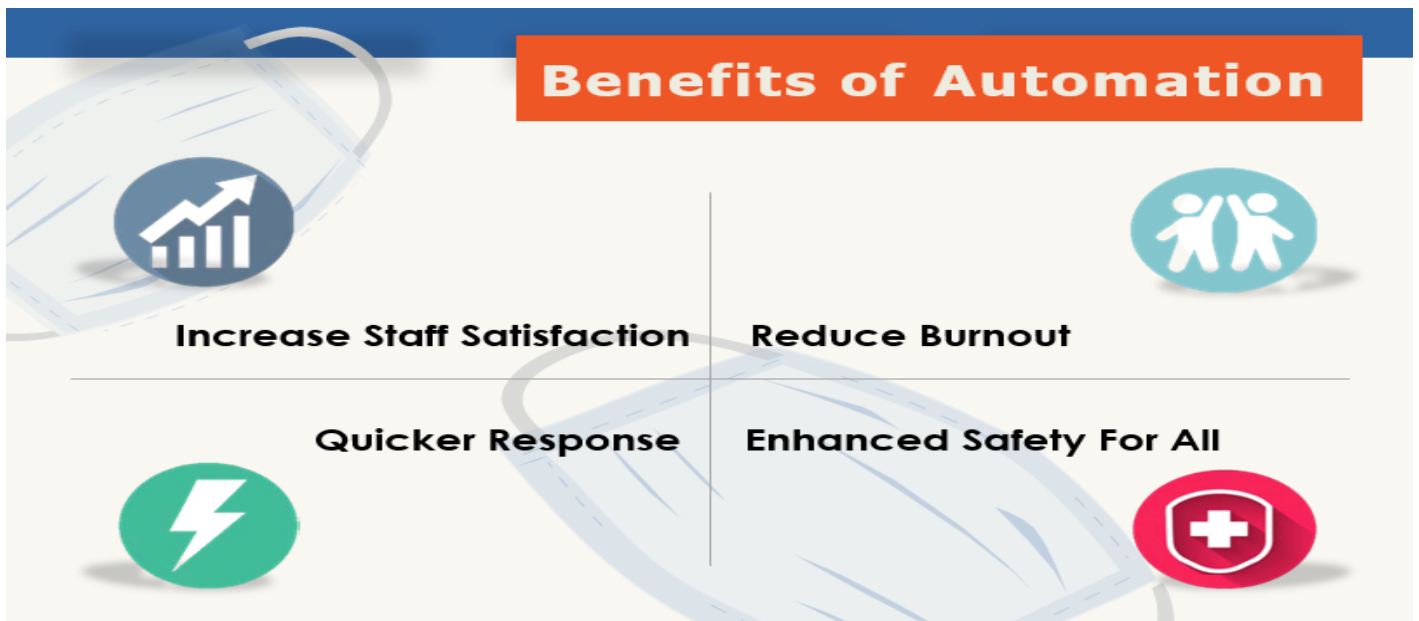 Benefits of Automation
Increase Staff Satisfaction
Reduce Burnout
Quicker Response
Enhanced Safety For All